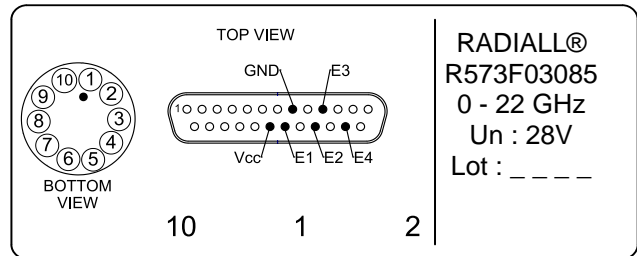 TOP VIEW
GND E3
1
Vcc E1 E2 E4
10 1 2 3 4 5 6 7 8 9
BOTTOM
VIEW
10 1 2
RADIALL®
R573F03085
0 - 22 GHz
Un : 28V
Lot : _ _ _ _